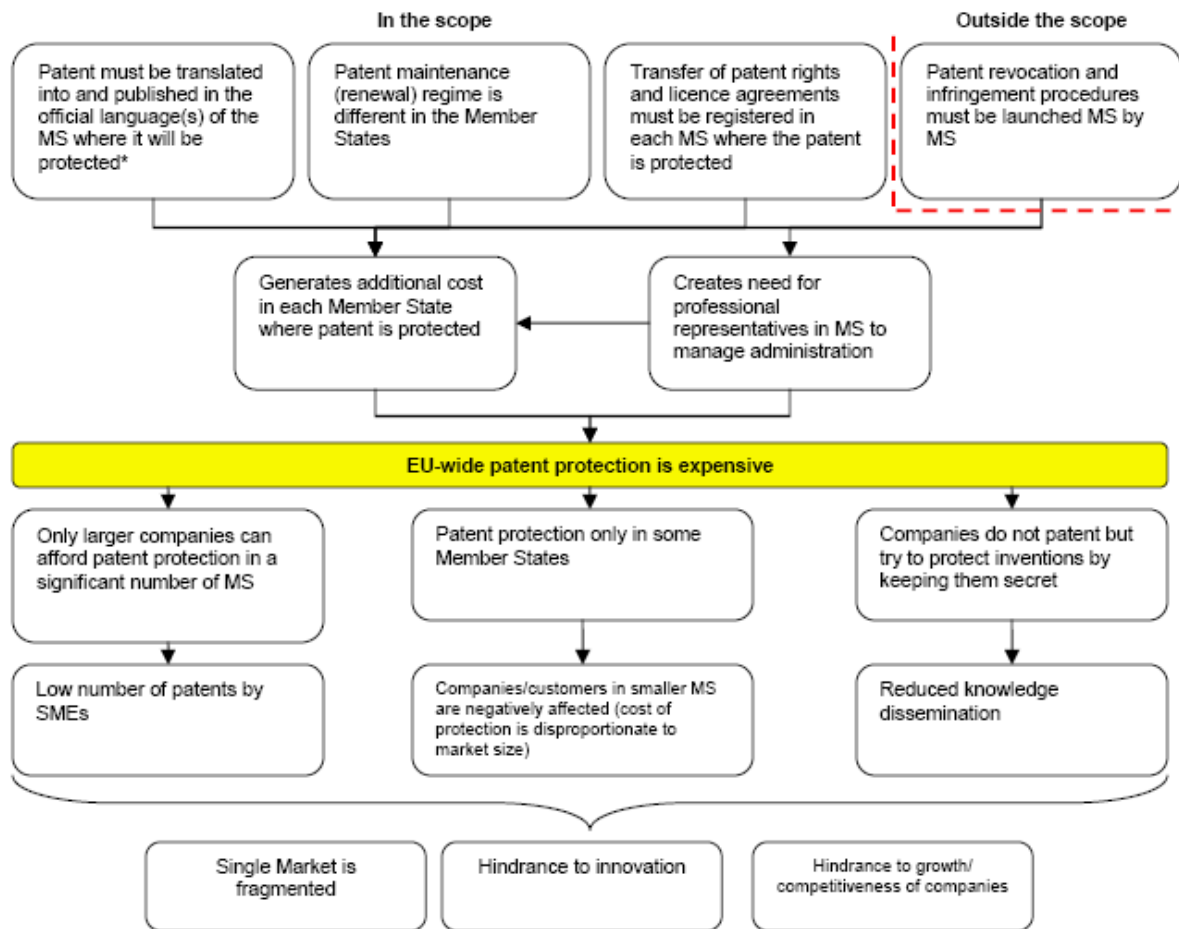 In the scope
Outside the scope
Patent must be translated
into and published in the
official language(s) of the
MS where it will be
protected*
Patent maintenance
(renewal) regime is
different in the Member
States
Transfer of patent rights
and licence agreements
must be registered in
each MS where the patent
is protected
Patent revocation and
infringement procedures
must be launched MS by
MS
Generates additional cost
in each Member State
where patent is protected
Creates need for
professional
representatives in MS to
manage administration
EU-wide patent protection is expensive
Only larger companies can
afford patent protection in a
significant number of MS
Patent protection only in some
Member States
Companies do not patent but
try to protect inventions by
keeping them secret
Low number of patents by
SMEs
Companies/customers in smaller MS
are negatively affected (cost of
protection is disproportionate to
market size)
Reduced knowledge
dissemination
Single Market is
fragmented
Hindrance to innovation
Hindrance to growth/
competitiveness of companies